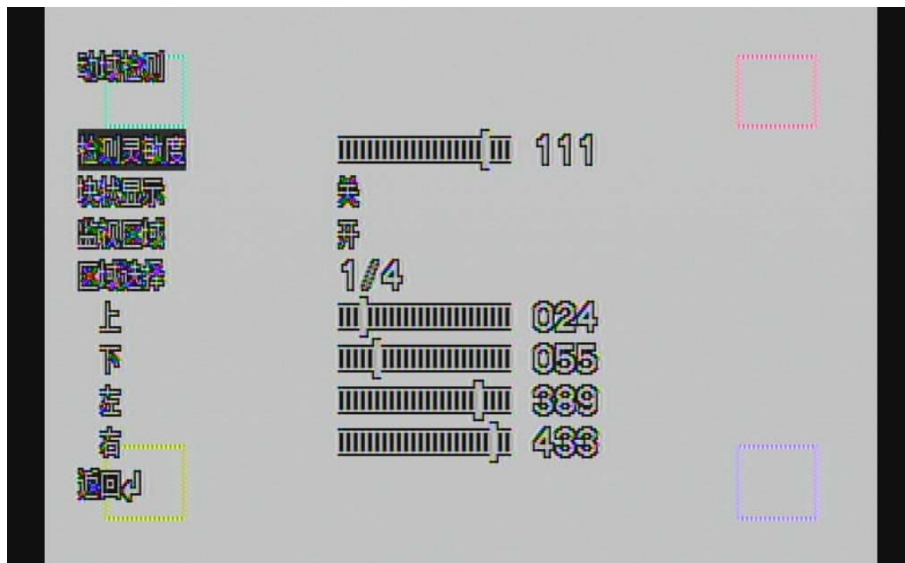 动域检测
检测灵敏度 111
块状显示 关
监视区域 开
区域选择 1/4
上 024
下 055
左 389
右 433
返回↲